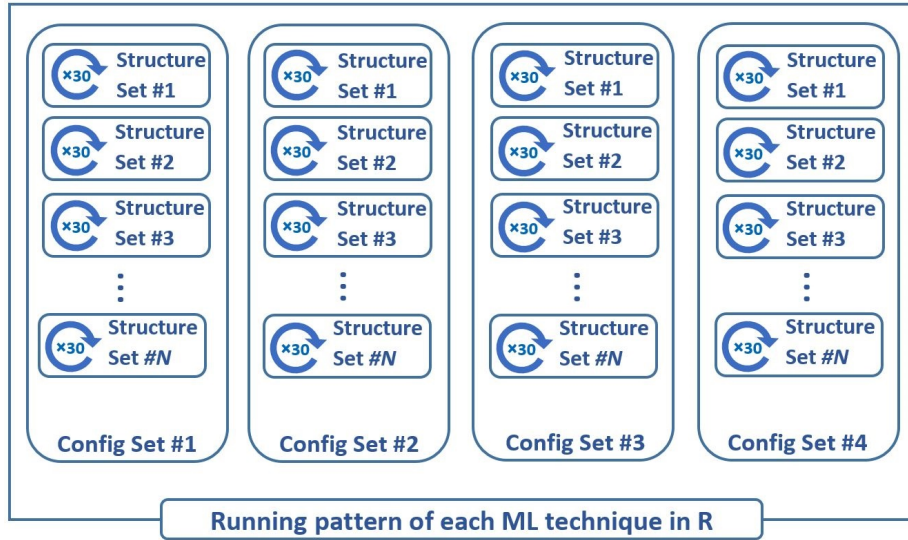 ×30 Structure
Set #1
×30 Structure
Set #2
×30 Structure
Set #3
⋮
×30 Structure
Set #N
Config Set #1
×30 Structure
Set #1
×30 Structure
Set #2
×30 Structure
Set #3
⋮
×30 Structure
Set #N
Config Set #2
×30 Structure
Set #1
×30 Structure
Set #2
×30 Structure
Set #3
⋮
×30 Structure
Set #N
Config Set #3
×30 Structure
Set #1
×30 Structure
Set #2
×30 Structure
Set #3
⋮
×30 Structure
Set #N
Config Set #4
Running pattern of each ML technique in R